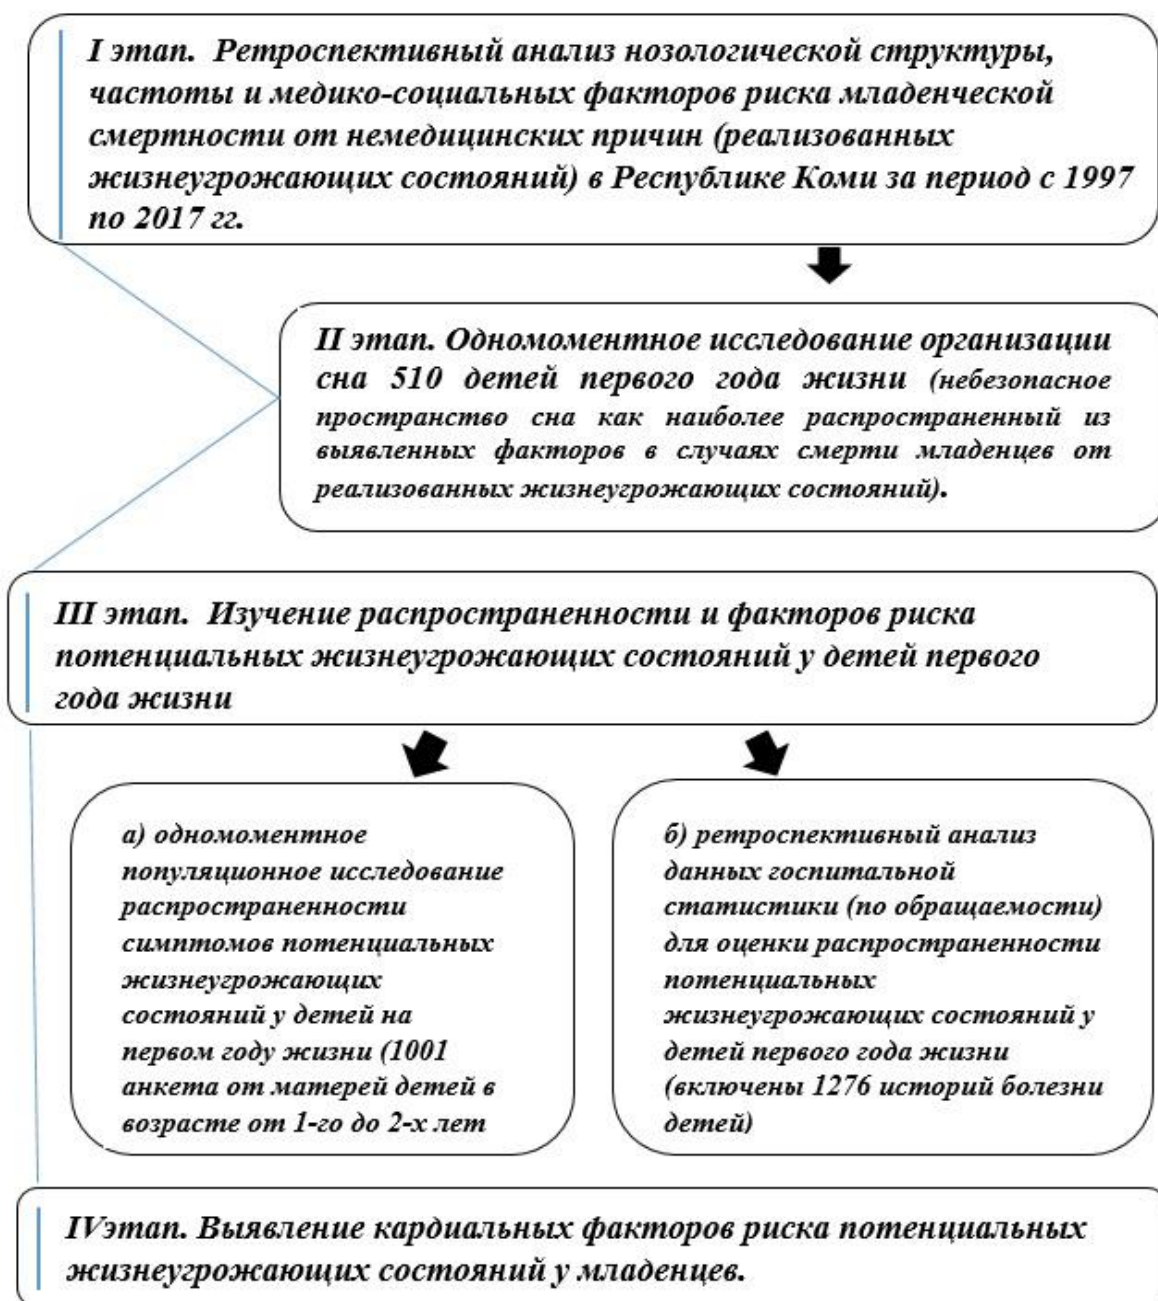 I этап. Ретроспективный анализ нозологической структуры,
частоты и медико-социальных факторов риска младенческой
смертности от немедицинских причин (реализованных
жизнеугрожающих состояний) в Республике Коми за период с 1997
по 2017 гг.
II этап. Одномоментное исследование организации
сна 510 детей первого года жизни (небезопасное
пространство сна как наиболее распространенный из
выявленных факторов в случаях смерти младенцев от
реализованных жизнеугрожающих состояний).
III этап. Изучение распространенности и факторов риска
потенциальных жизнеугрожающих состояний у детей первого
года жизни
а) одномоментное
популяционное исследование
распространенности
симптомов потенциальных
жизнеугрожающих
состояний у детей на
первом году жизни (1001
анкета от матерей детей в
возрасте от 1-го до 2-х лет
б) ретроспективный анализ
данных госпитальной
статистики (по обращаемости)
для оценки распространенности
потенциальных
жизнеугрожающих состояний у
детей первого года жизни
(включены 1276 историй болезни
детей)
IVэтап. Выявление кардиальных факторов риска потенциальных
жизнеугрожающих состояний у младенцев.